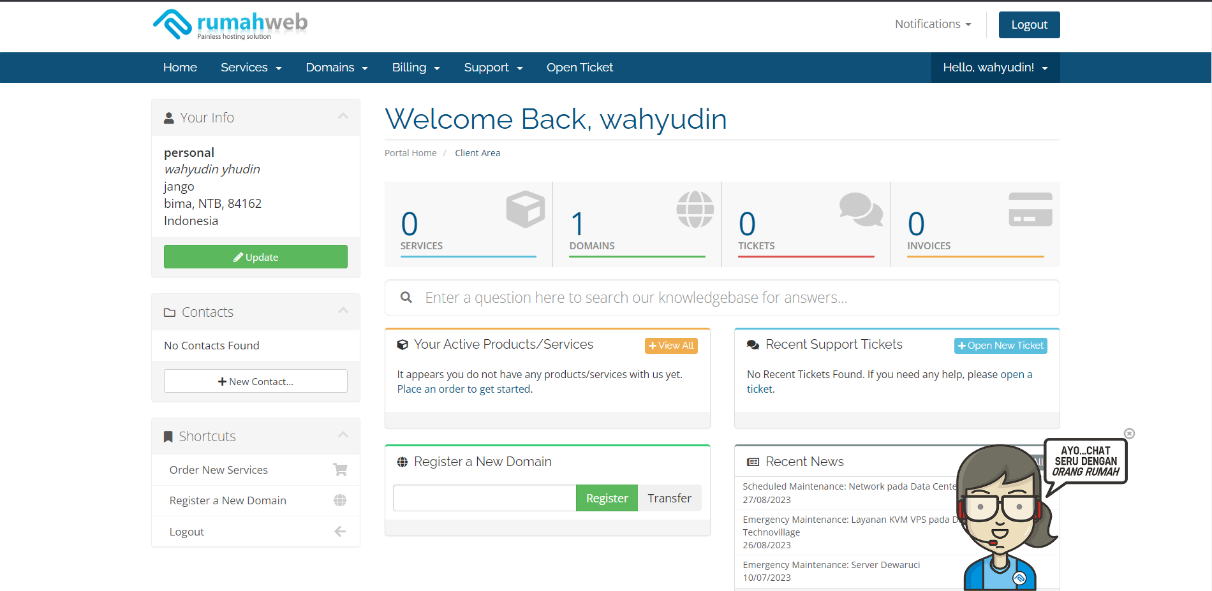 rumahweb
Painless hosting solution
Notifications
Logout
Home
Services
Domains
Billing
Support
Open Ticket
Hello, wahyudin!
Your Info
personal
wahyudin yhudin
jango
bima, NTB, 84162
Indonesia
Update
Contacts
No Contacts Found
New Contact...
Shortcuts
Order New Services
Register a New Domain
Logout
Welcome Back, wahyudin
Portal Home / Client Area
0
SERVICES
1
DOMAINS
0
TICKETS
0
INVOICES
Enter a question here to search our knowledgebase for answers...
Your Active Products/Services
View All
It appears you do not have any products/services with us yet.
Place an order to get started.
Recent Support Tickets
Open New Ticket
No Recent Tickets Found. If you need any help, please open a
ticket.
Register a New Domain
Register
Transfer
Recent News
Scheduled Maintenance: Network pada Data
27/08/2023
Emergency Maintenance: Layanan KVM VPS pada
Technovillage
26/08/2023
Emergency Maintenance: Server Dewaruci
10/07/2023
AYO...CHAT
SERU DENGAN
ORANG RUMAH